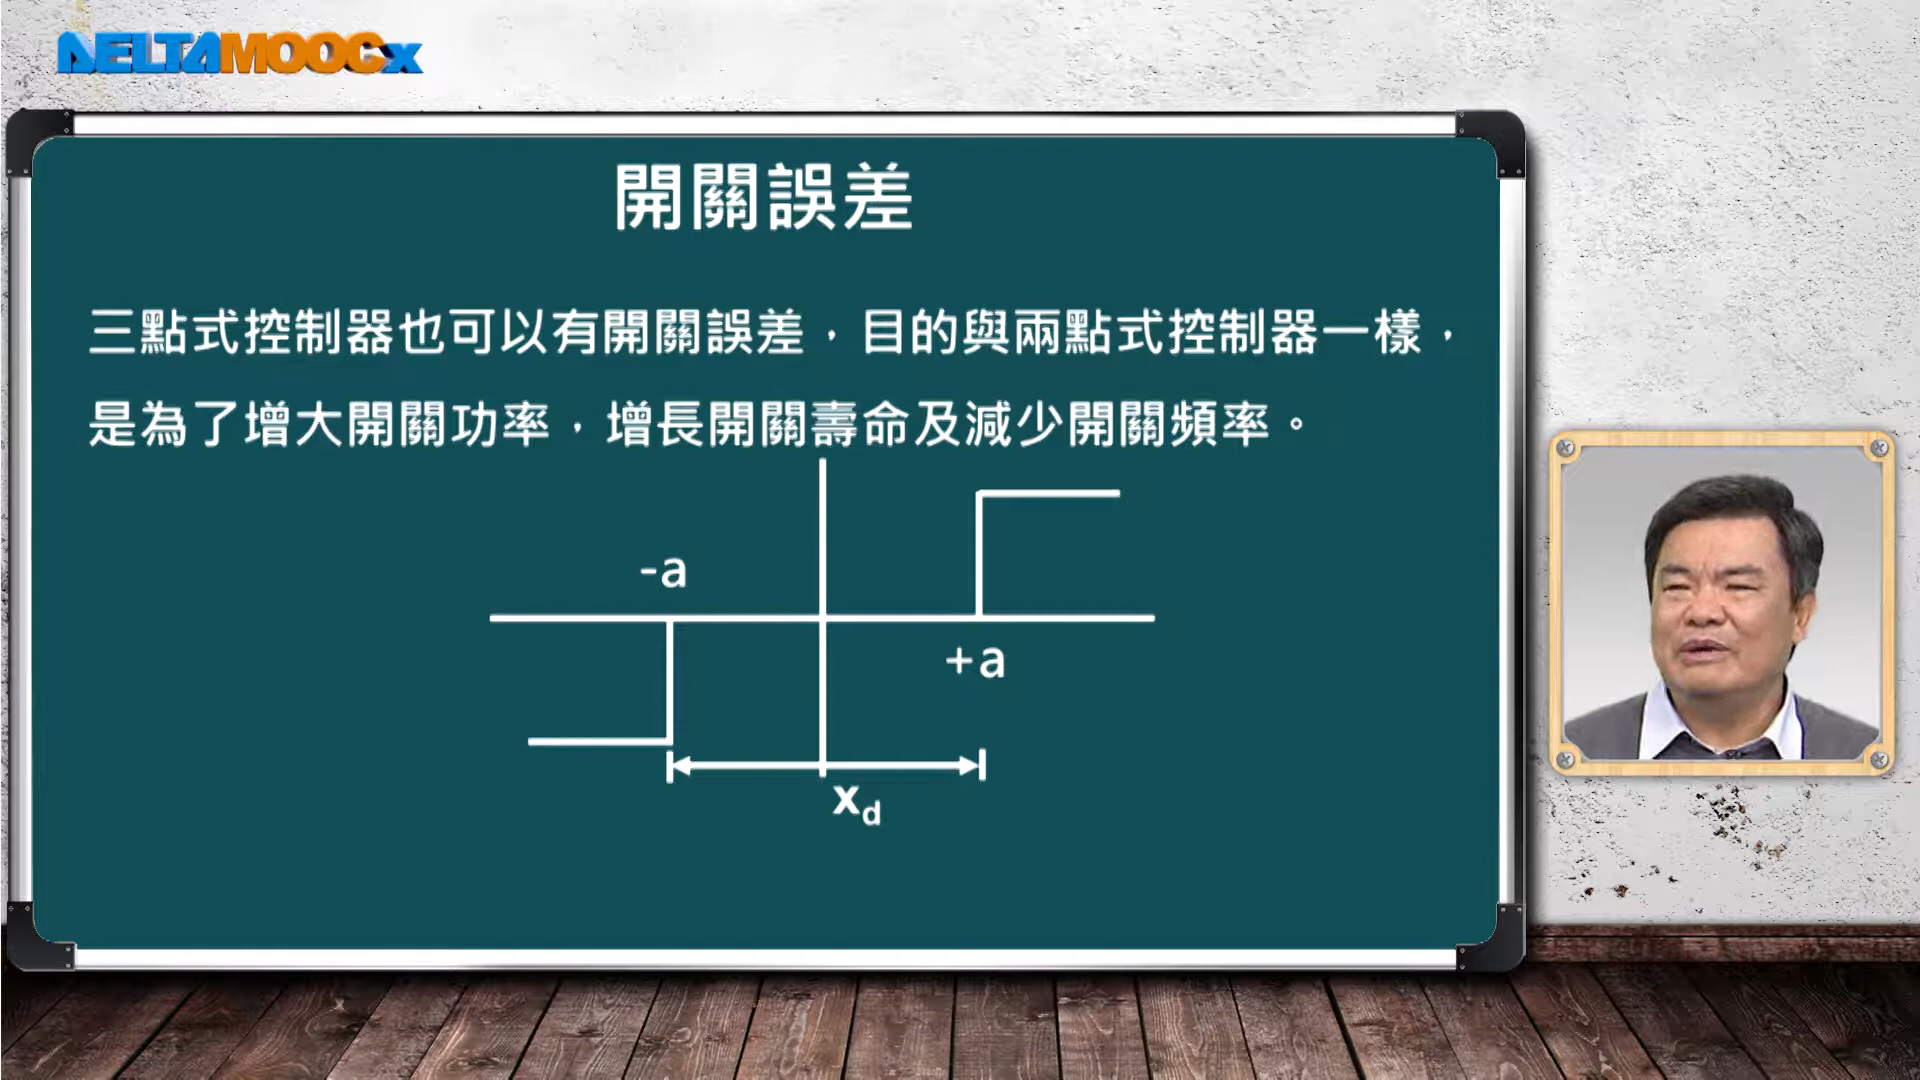 DELTAMOOCx
開關誤差
三點式控制器也可以有開關誤差，目的與兩點式控制器一樣，
是為了增大開關功率，增長開關壽命及減少開關頻率。
-a
+a
xd